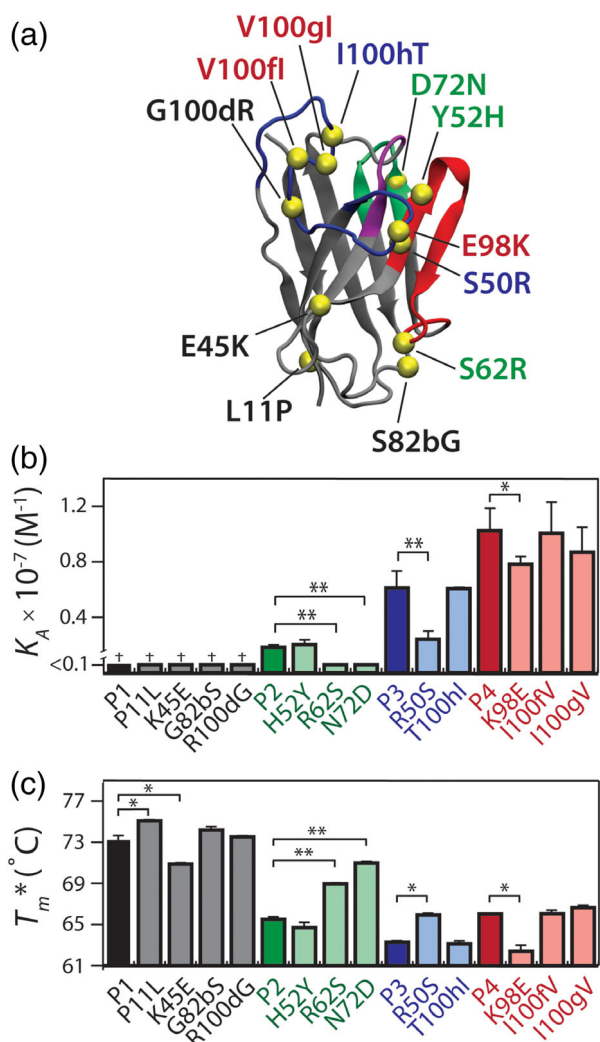 (a)
V100gI
V100fI
I100hT
D72N
G100dR
Y52H
E98K
S50R
E45K
S62R
L11P
S82bG
(b)
K_A × 10⁻⁷ (M⁻¹)
1.2
0.8
0.4
<0.1
† † † † †
**
**
**
*
P1 P11L K45E G82bS R100dG P2 H52Y R62S N72D P3 R50S T100hI P4 K98E I100fV I100gV
(c)
T_m* (°C)
77
73
69
65
61
*
*
**
**
*
*
P1 P11L K45E G82bS R100dG P2 H52Y R62S N72D P3 R50S T100hI P4 K98E I100fV I100gV